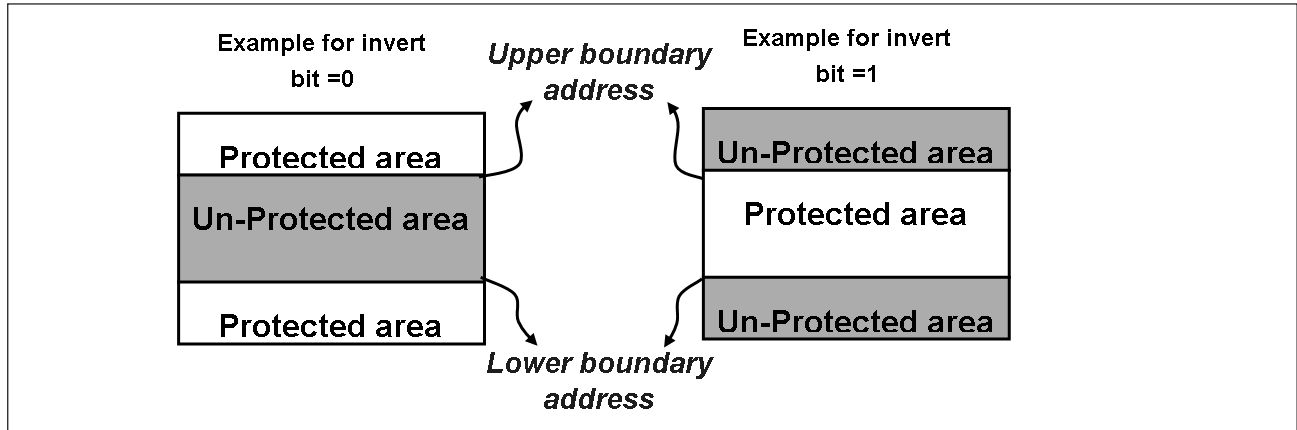 Example for invert
bit =0
Upper boundary
address
Example for invert
bit =1
Protected area
Un-Protected area
Protected area
Un-Protected area
Protected area
Un-Protected area
Lower boundary
address